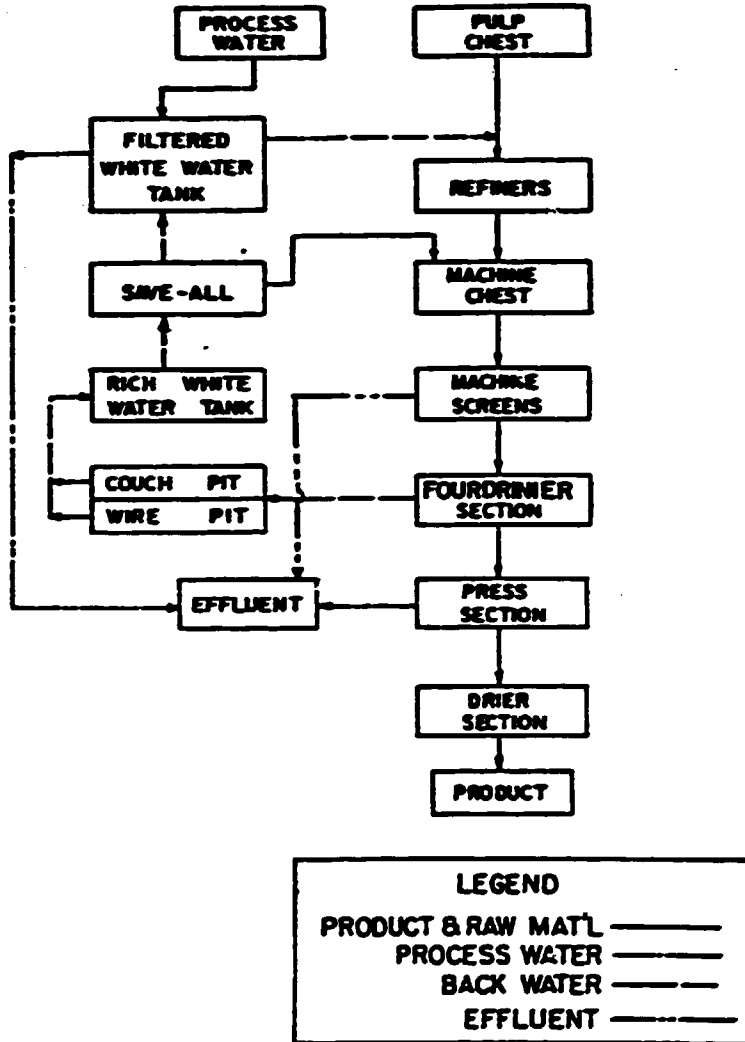 PROCESS
WATER
PULP
CHEST
FILTERED
WHITE WATER
TANK
REFINERS
SAVE-ALL
MACHINE
CHEST
RICH WHITE
WATER TANK
MACHINE
SCREENS
COUCH PIT
WIRE PIT
FOURDRINIER
SECTION
EFFLUENT
PRESS
SECTION
DRIER
SECTION
PRODUCT
LEGEND
PRODUCT & RAW MAT'L
PROCESS WATER
BACK WATER
EFFLUENT